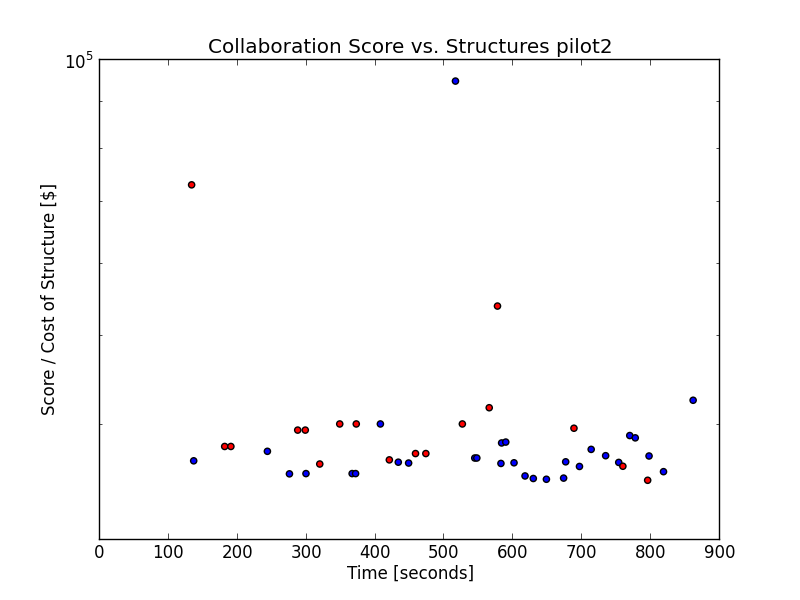 Collaboration Score vs. Structures pilot2
10^5
Score / Cost of Structure [$]
0 100 200 300 400 500 600 700 800 900
Time [seconds]